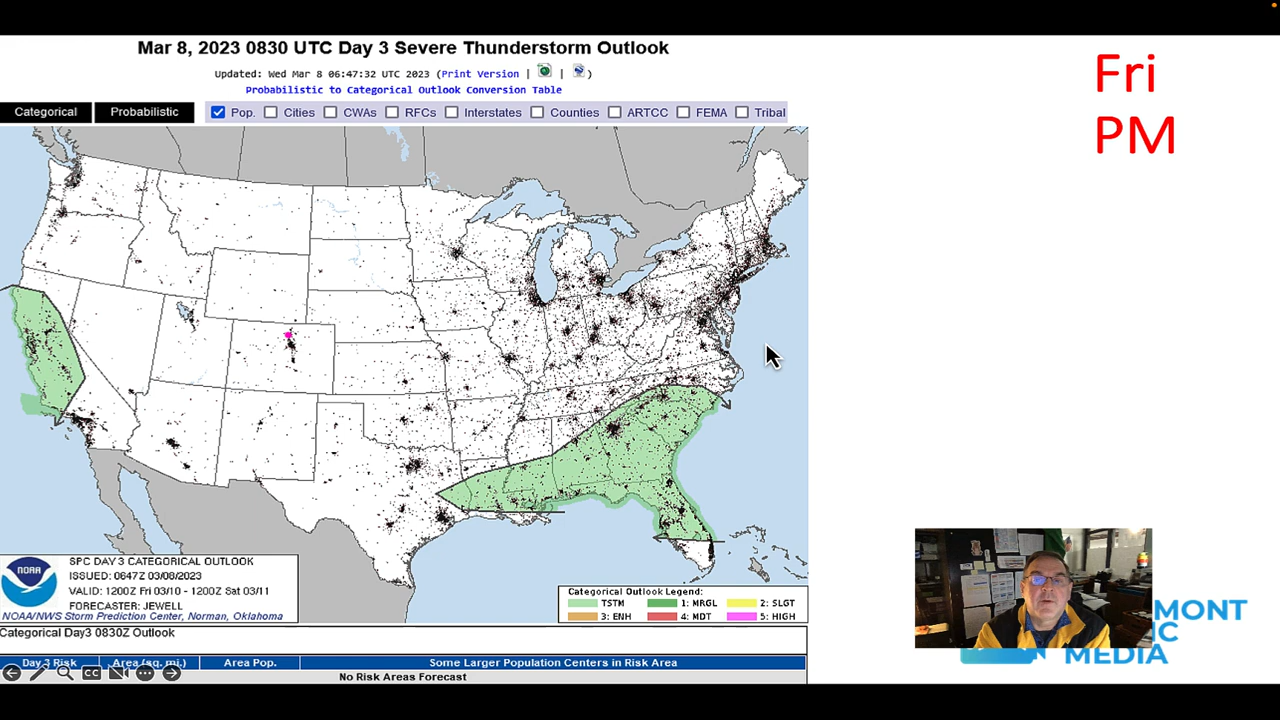 Mar 8, 2023 0830 UTC Day 3 Severe Thunderstorm Outlook
Updated: Wed Mar 8 06:47:32 UTC 2023 (Print Version | | )
Probabilistic to Categorical Outlook Conversion Table
Categorical Probabilistic Pop. Cities CWAs RFCs Interstates Counties ARTCC FEMA Tribal
Fri
PM
NOAA
SPC DAY 3 CATEGORICAL OUTLOOK
ISSUED: 0647Z 03/08/2023
VALID: 1200Z Fri 03/10 - 1200Z Sat 03/11
FORECASTER: JEWELL
NOAA/NWS Storm Prediction Center, Norman, Oklahoma
Categorical Outlook Legend:
TSTM 1: MRGL 2: SLGT
3: ENH 4: MDT 5: HIGH
Categorical Day3 0830Z Outlook
Day 3 Risk Area (sq. mi.) Area Pop. Some Larger Population Centers in Risk Area
No Risk Areas Forecast
CC
MONT
IC
MEDIA